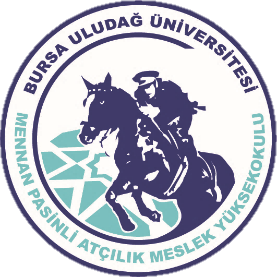 BURSA ULUDAĞ ÜNİVERSİTESİ
MENNAN PASİNLİ ATÇILIK MESLEK YÜKSEKOKULU